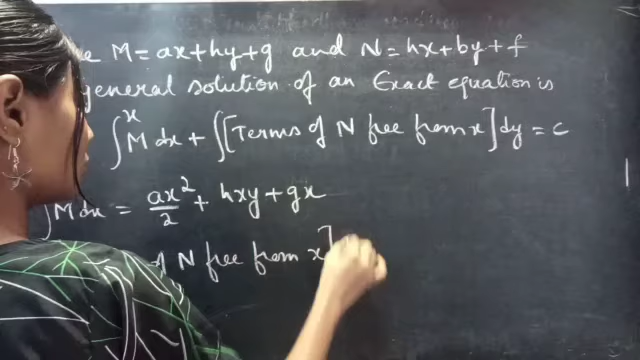 M = ax+hy+g and N = hx+by+f
general solution of an Exact equation is
∫^x M dx + ∫[Terms of N free from x] dy = c
∫M dx = ax²/2 + hxy + gx
of N free from x]